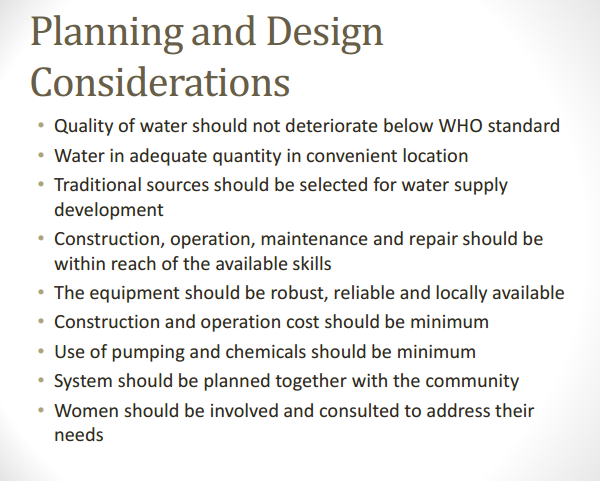 Planning and Design
Considerations
• Quality of water should not deteriorate below WHO standard
• Water in adequate quantity in convenient location
• Traditional sources should be selected for water supply
development
• Construction, operation, maintenance and repair should be
within reach of the available skills
• The equipment should be robust, reliable and locally available
• Construction and operation cost should be minimum
• Use of pumping and chemicals should be minimum
• System should be planned together with the community
• Women should be involved and consulted to address their
needs